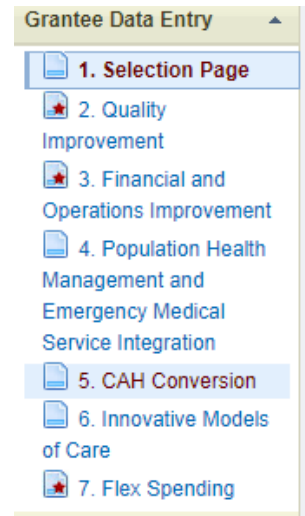 Grantee Data Entry
1. Selection Page
2. Quality
Improvement
3. Financial and
Operations Improvement
4. Population Health
Management and
Emergency Medical
Service Integration
5. CAH Conversion
6. Innovative Models
of Care
7. Flex Spending